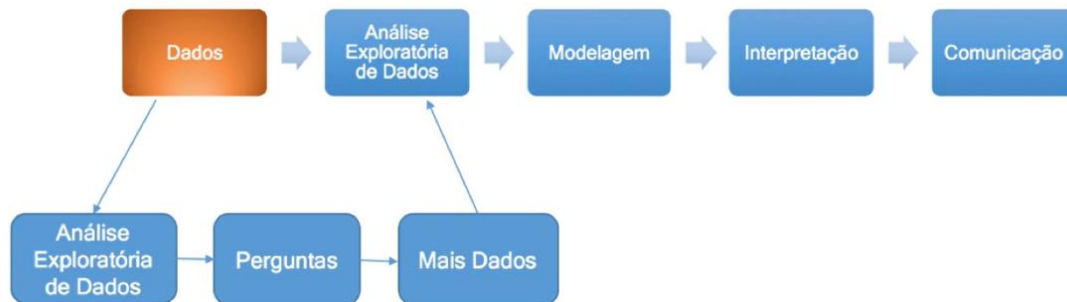 Dados
Análise
Exploratória
de Dados
Modelagem
Interpretação
Comunicação
Análise
Exploratória
de Dados
Perguntas
Mais Dados